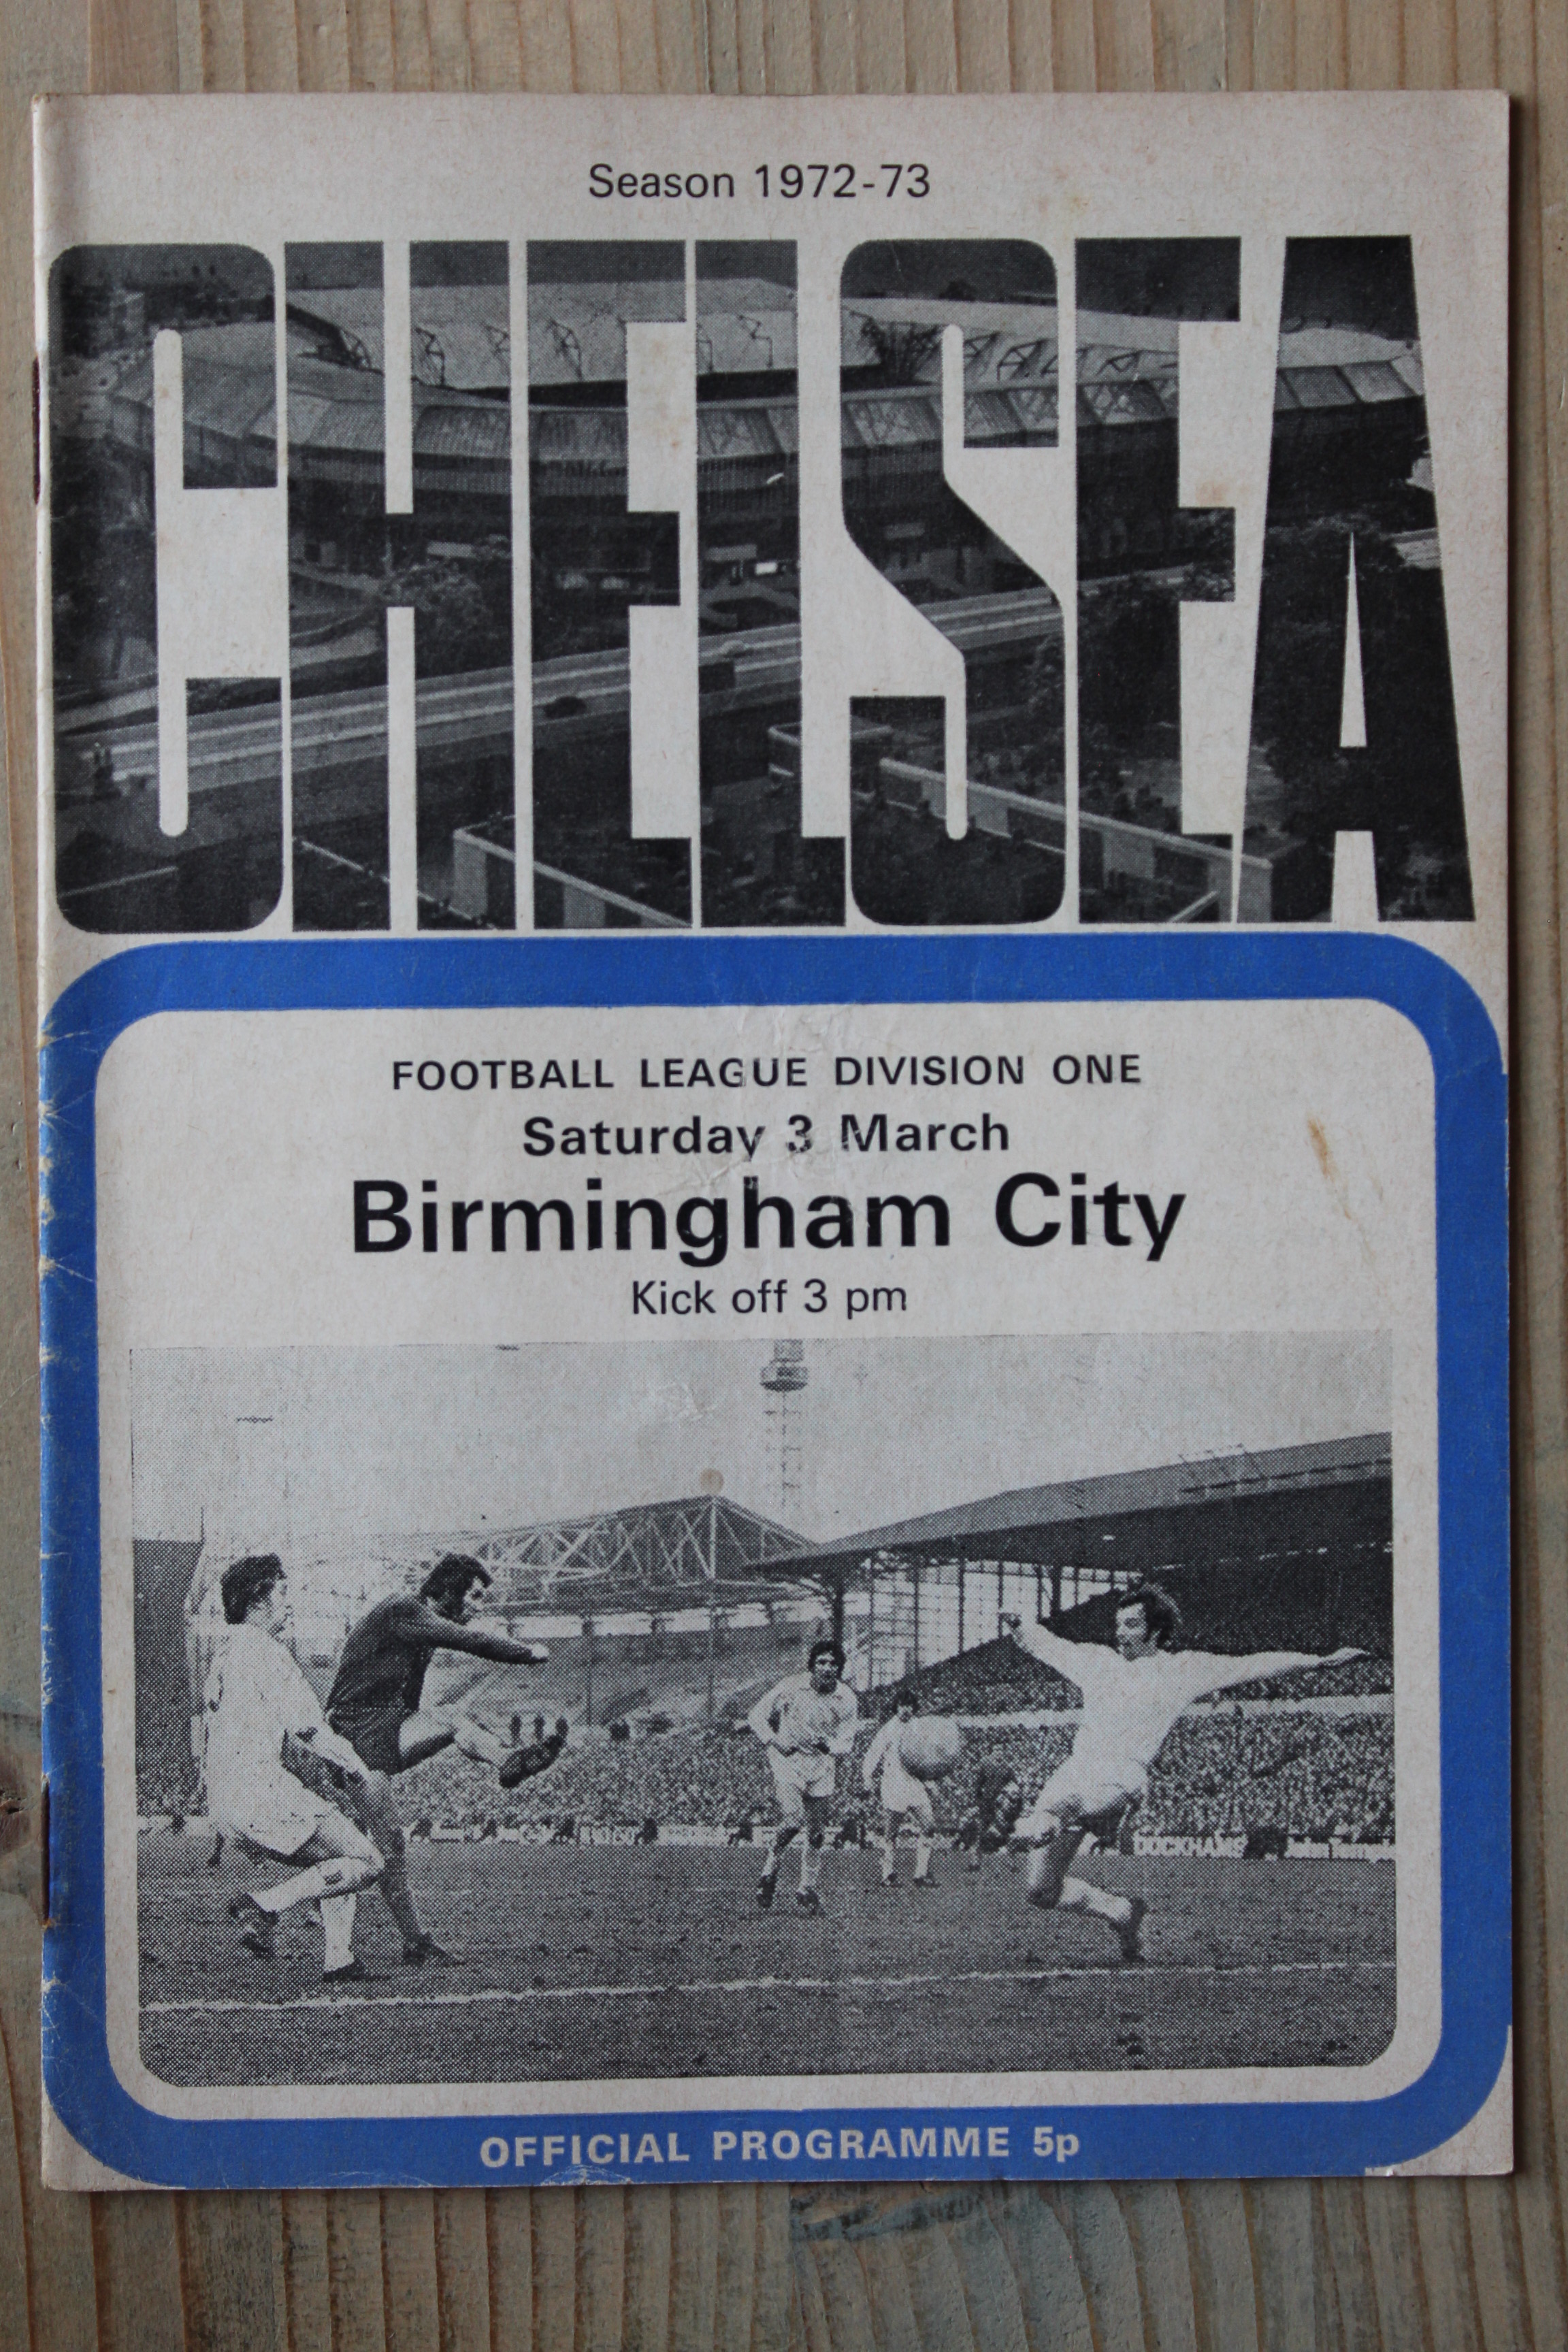 Season 1972-73
CHELSEA
FOOTBALL LEAGUE DIVISION ONE
Saturday 3 March
Birmingham City
Kick off 3 pm
DOCKHAMS
OFFICIAL PROGRAMME 5p